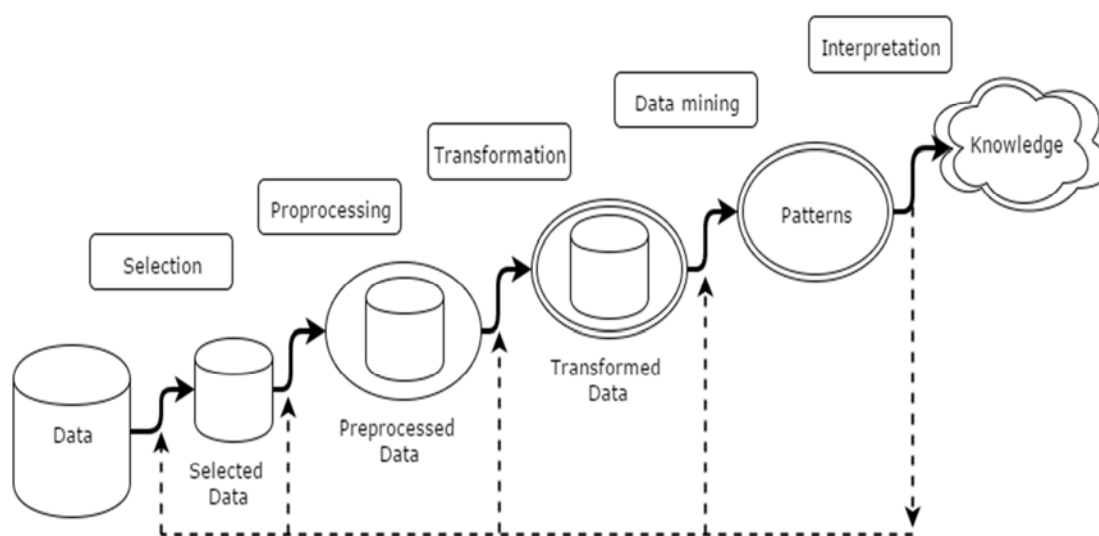 Interpretation
Data mining
Transformation
Proprocessing
Selection
Knowledge
Patterns
Transformed
Data
Preprocessed
Data
Selected
Data
Data